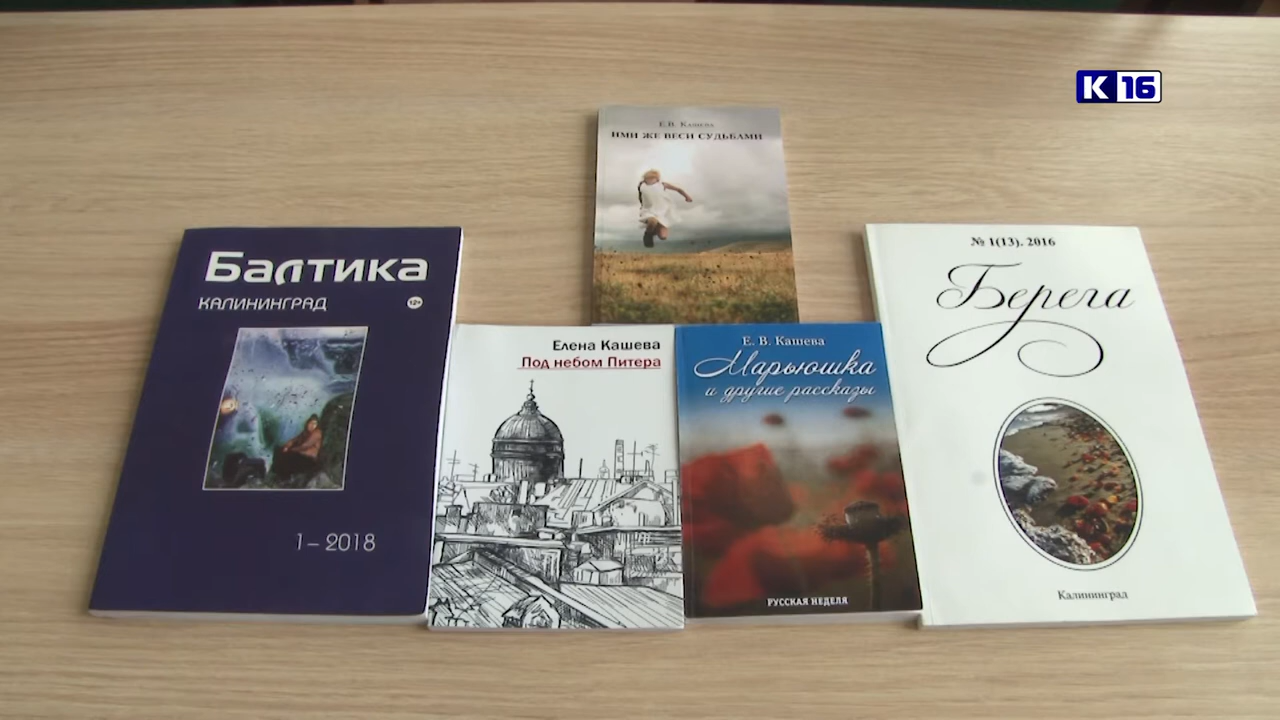 К 16
Е.В. Кашева
ИМИ ЖЕ ВЕСИ СУДЬБАМИ
Балтика
КАЛИНИНГРАД
12+
1–2018
Елена Кашева
Под небом Питера
Е. В. Кашева
Марьюшка
и другие рассказы
РУССКАЯ НЕДЕЛЯ
№ 1(13). 2016
Берега
Калининград